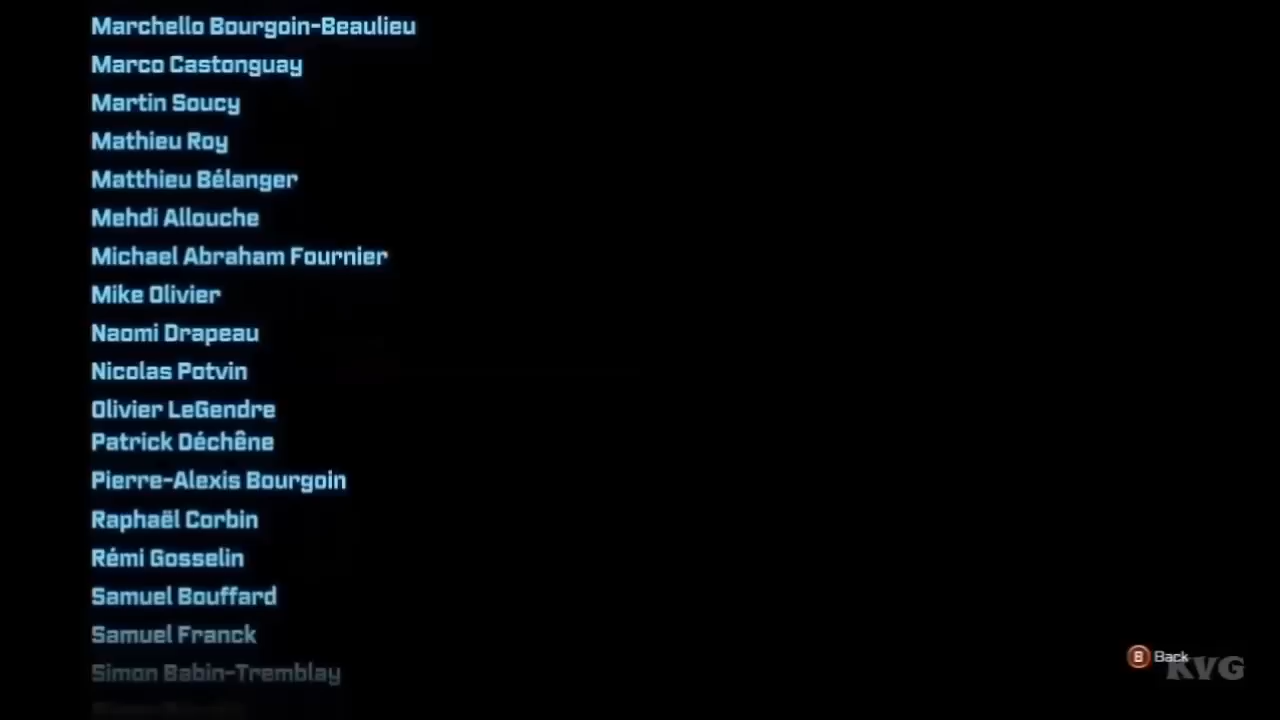 Marchello Bourgoin-Beaulieu
Marco Castonguay
Martin Soucy
Mathieu Roy
Matthieu Bélanger
Mehdi Allouche
Michael Abraham Fournier
Mike Olivier
Naomi Drapeau
Nicolas Potvin
Olivier LeGendre
Patrick Déchêne
Pierre-Alexis Bourgoin
Raphaël Corbin
Rémi Gosselin
Samuel Bouffard
Samuel Franck
Simon Babin-Tremblay
B Back
KVG